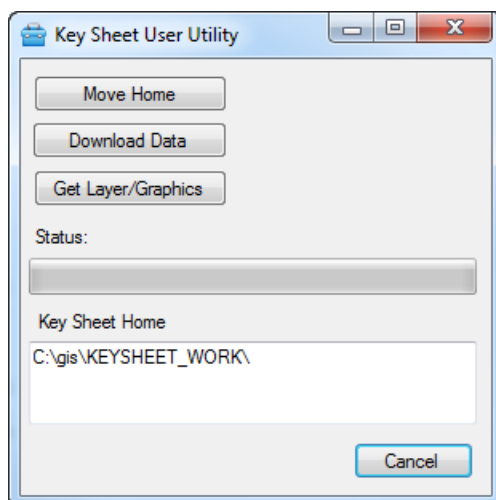 Key Sheet User Utility
Move Home
Download Data
Get Layer/Graphics
Status:
Key Sheet Home
C:\gis\KEYSHEET_WORK\
Cancel